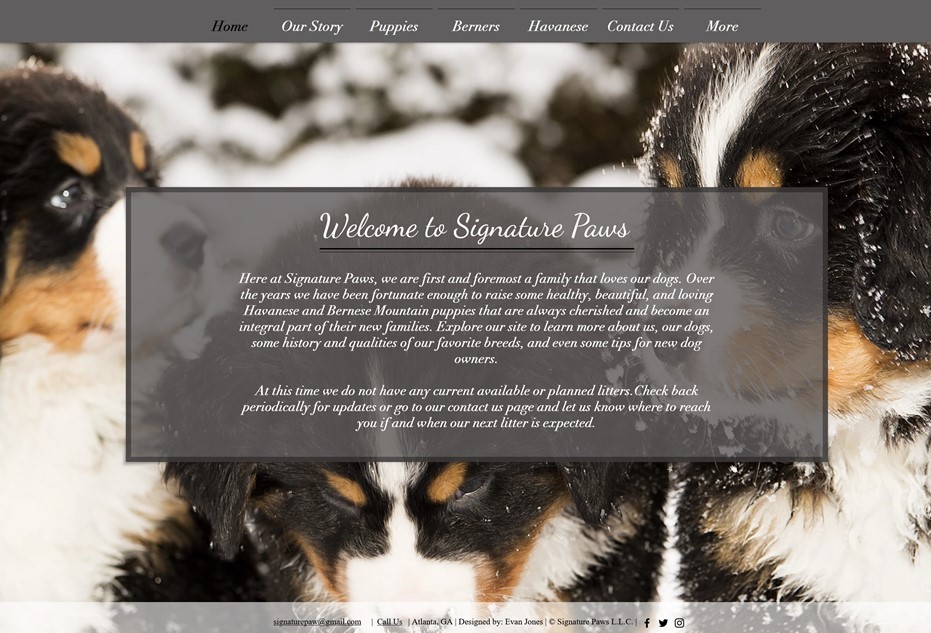 Home Our Story Puppies Berners Havanese Contact Us More
Welcome to Signature Paws
Here at Signature Paws, we are first and foremost a family that loves our dogs. Over
the years we have been fortunate enough to raise some healthy, beautiful, and loving
Havanese and Bernese Mountain puppies that are always cherished and become an
integral part of their new families. Explore our site to learn more about us, our dogs,
some history and qualities of our favorite breeds, and even some tips for new dog
owners.
At this time we do not have any current available or planned litters.Check back
periodically for updates or go to our contact us page and let us know where to reach
you if and when our next litter is expected.
signaturepaw@gmail.com | Call Us | Atlanta, GA | Designed by: Evan Jones | © Signature Paws L.L.C. |